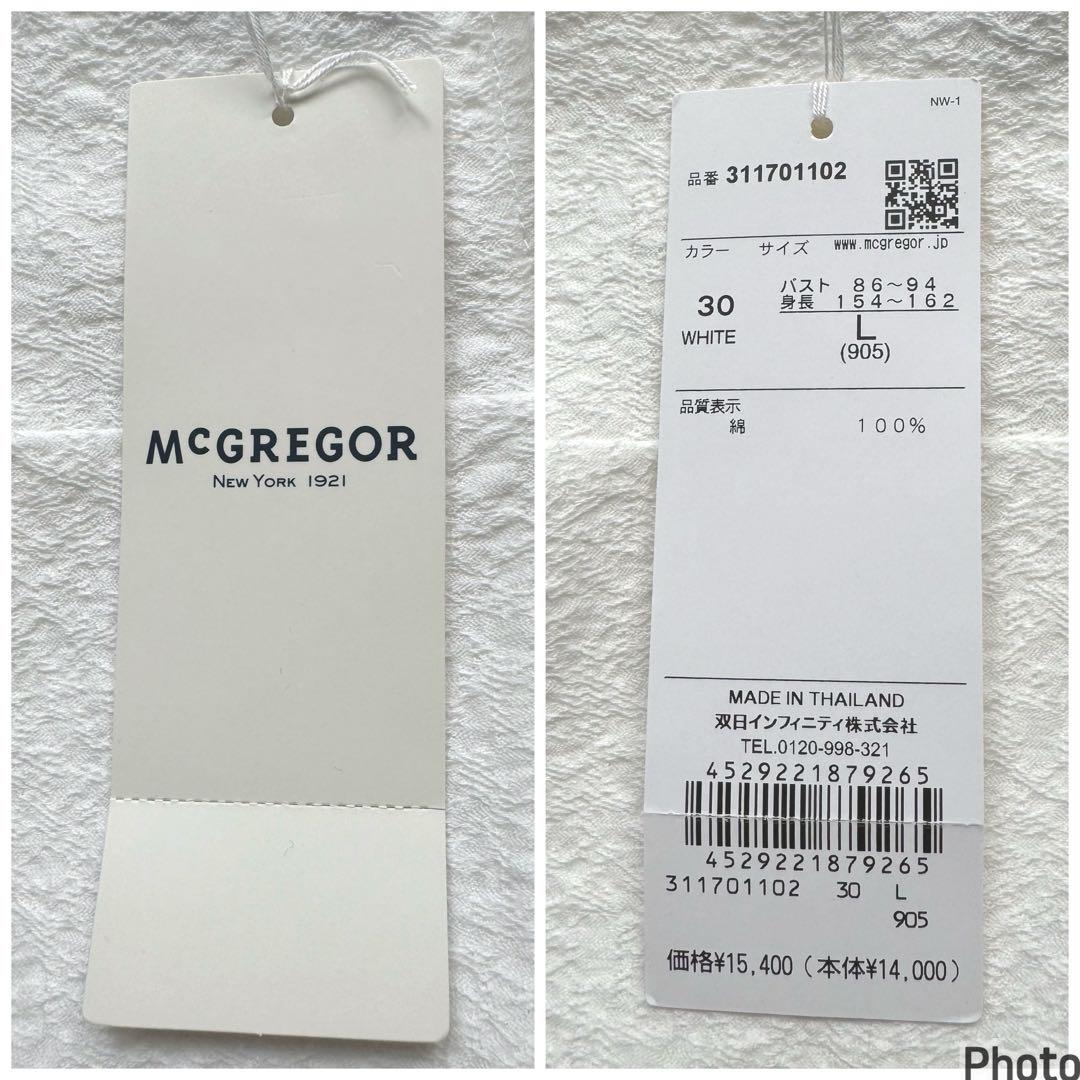 McGREGOR
NEW YORK 1921
NW-1
品番 311701102
カラー サイズ www.mcgregor.jp
バスト 86～94
身長 154～162
30
WHITE
L
(905)
品質表示
綿 100%
MADE IN THAILAND
双日インフィニティ株式会社
TEL.0120-998-321
4529221879265
4529221879265
311701102 30 L
905
価格¥15,400(本体¥14,000)
Photo